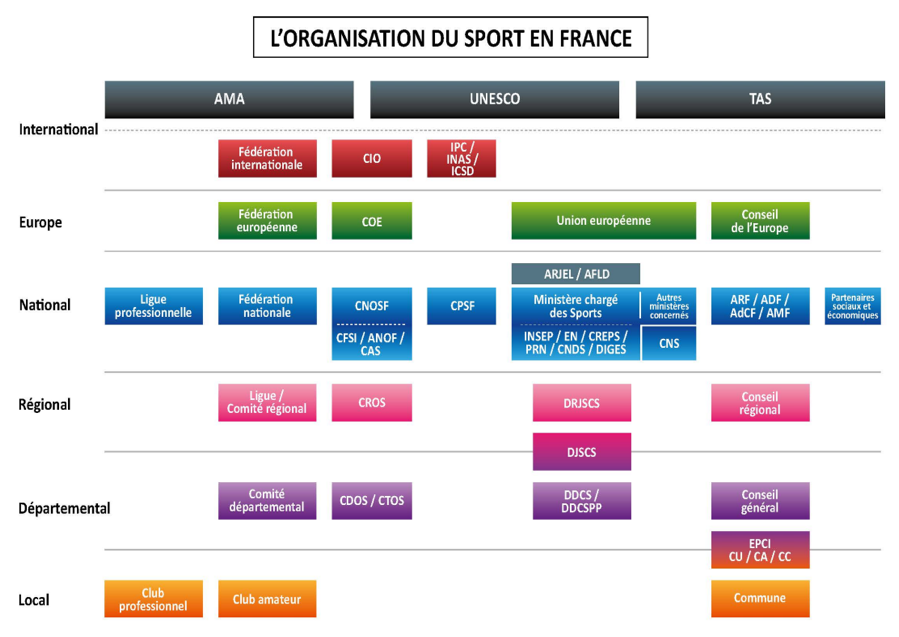 L'ORGANISATION DU SPORT EN FRANCE
AMA
UNESCO
TAS
International
Fédération
internationale
CIO
IPC /
INAS /
ICSD
Europe
Fédération
européenne
COE
Union européenne
Conseil
de l'Europe
ARJEL / AFLD
National
Ligue
professionnelle
Fédération
nationale
CNOSF
CFSI / ANOF /
CAS
CPSF
Ministère chargé
des Sports
INSEP / EN / CREPS /
PRN / CNDS / DIGES
Autres
ministères
concernés
CNS
ARF / ADF /
AdCF / AMF
Partenaires
sociaux et
économiques
Régional
Ligue /
Comité régional
CROS
DRJSCS
Conseil
régional
DJSCS
Départemental
Comité
départemental
CDOS / CTOS
DDCS /
DDCSPP
Conseil
général
EPCI
CU / CA / CC
Local
Club
professionnel
Club amateur
Commune